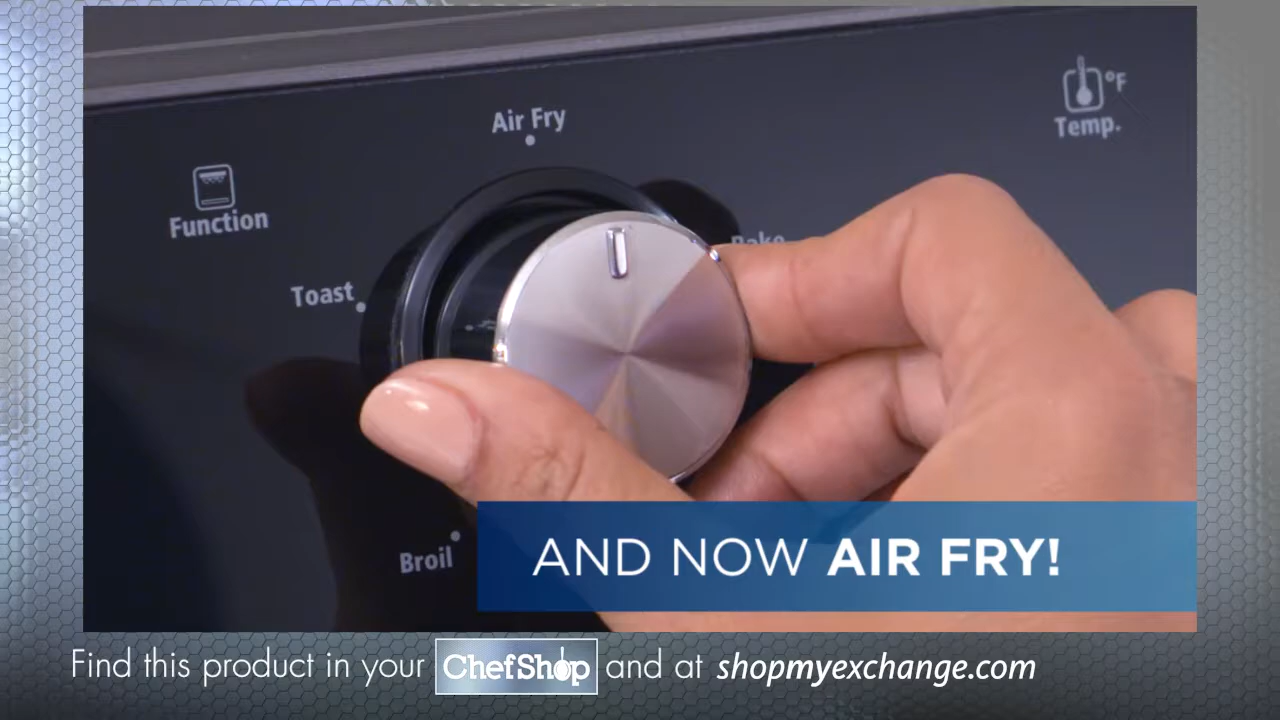 Air Fry
°F
Temp.
Function
Bake
Toast
Broil
AND NOW AIR FRY!
Find this product in your ChefShop and at shopmyexchange.com